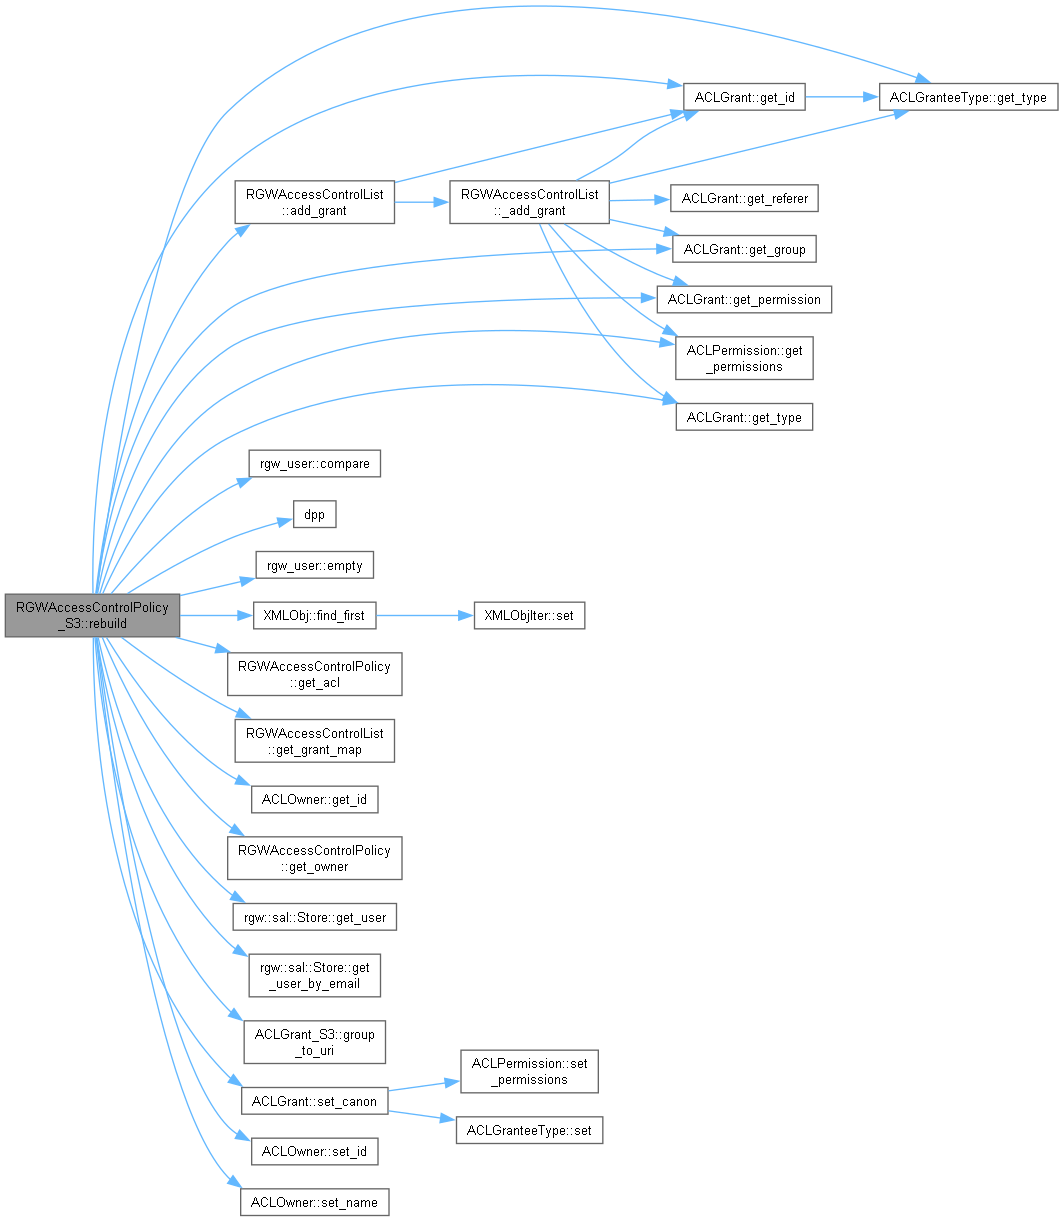 ACLGrant::get_id
ACLGranteeType::get_type
RGWAccessControlList
::add_grant
RGWAccessControlList
::_add_grant
ACLGrant::get_referer
ACLGrant::get_group
ACLGrant::get_permission
ACLPermission::get
_permissions
ACLGrant::get_type
rgw_user::compare
dpp
rgw_user::empty
RGWAccessControlPolicy
_S3::rebuild
XMLObj::find_first
XMLObjIter::set
RGWAccessControlPolicy
::get_acl
RGWAccessControlList
::get_grant_map
ACLOwner::get_id
RGWAccessControlPolicy
::get_owner
rgw::sal::Store::get_user
rgw::sal::Store::get
_user_by_email
ACLGrant_S3::group
_to_uri
ACLPermission::set
_permissions
ACLGrant::set_canon
ACLGranteeType::set
ACLOwner::set_id
ACLOwner::set_name